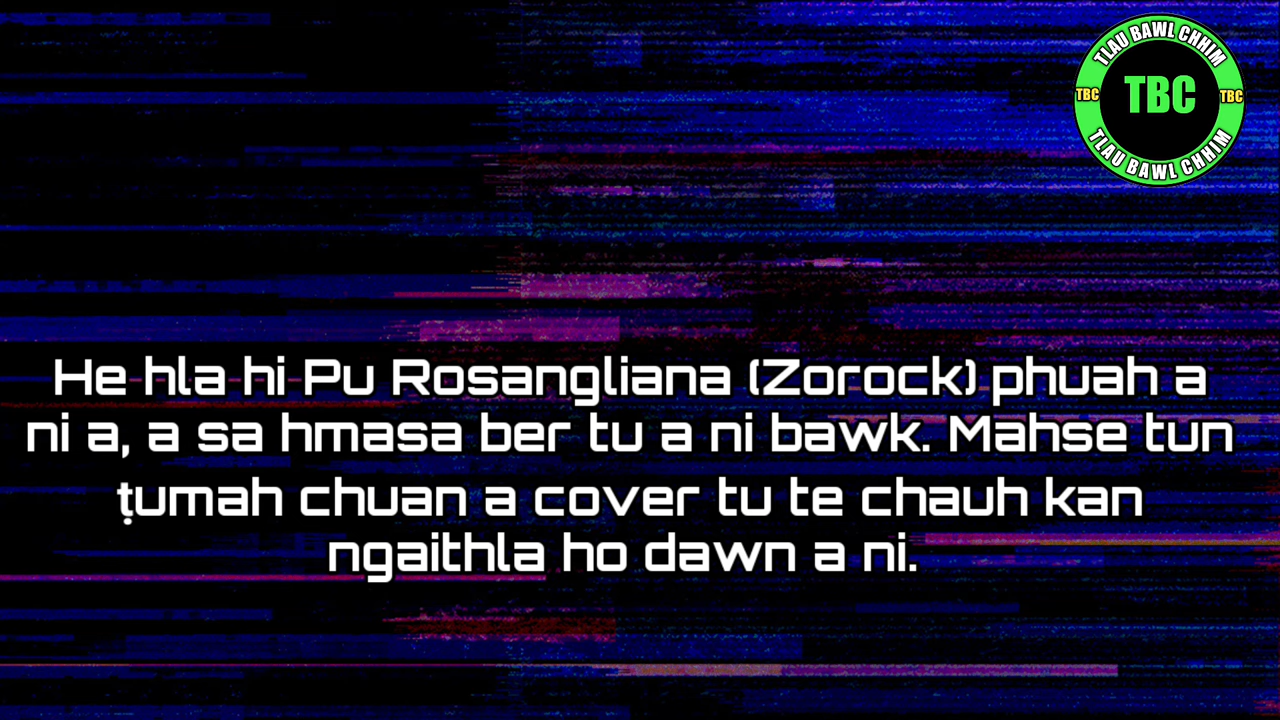 TLAU BAWL CHHIM
TBC
TBC
TBC
TLAU BAWL CHHIM
He hla hi Pu Rosangliana (Zorock) phuah a
ni a, a sa hmasa ber tu a ni bawk. Mahse tun
ṭumah chuan a cover tu te chauh kan
ngaithla ho dawn a ni.